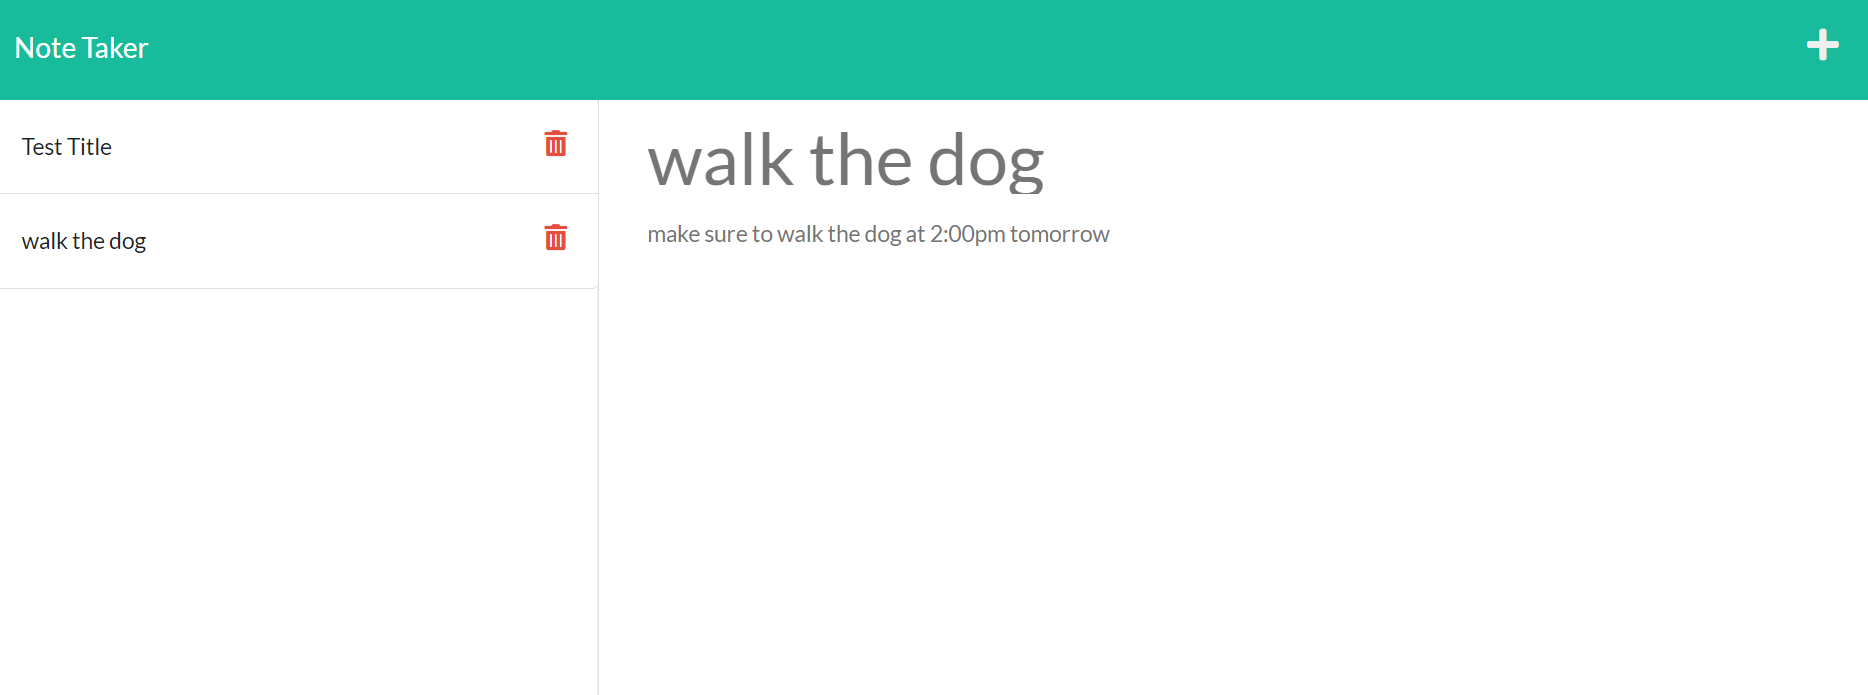 Note Taker
Test Title
walk the dog
walk the dog
make sure to walk the dog at 2:00pm tomorrow